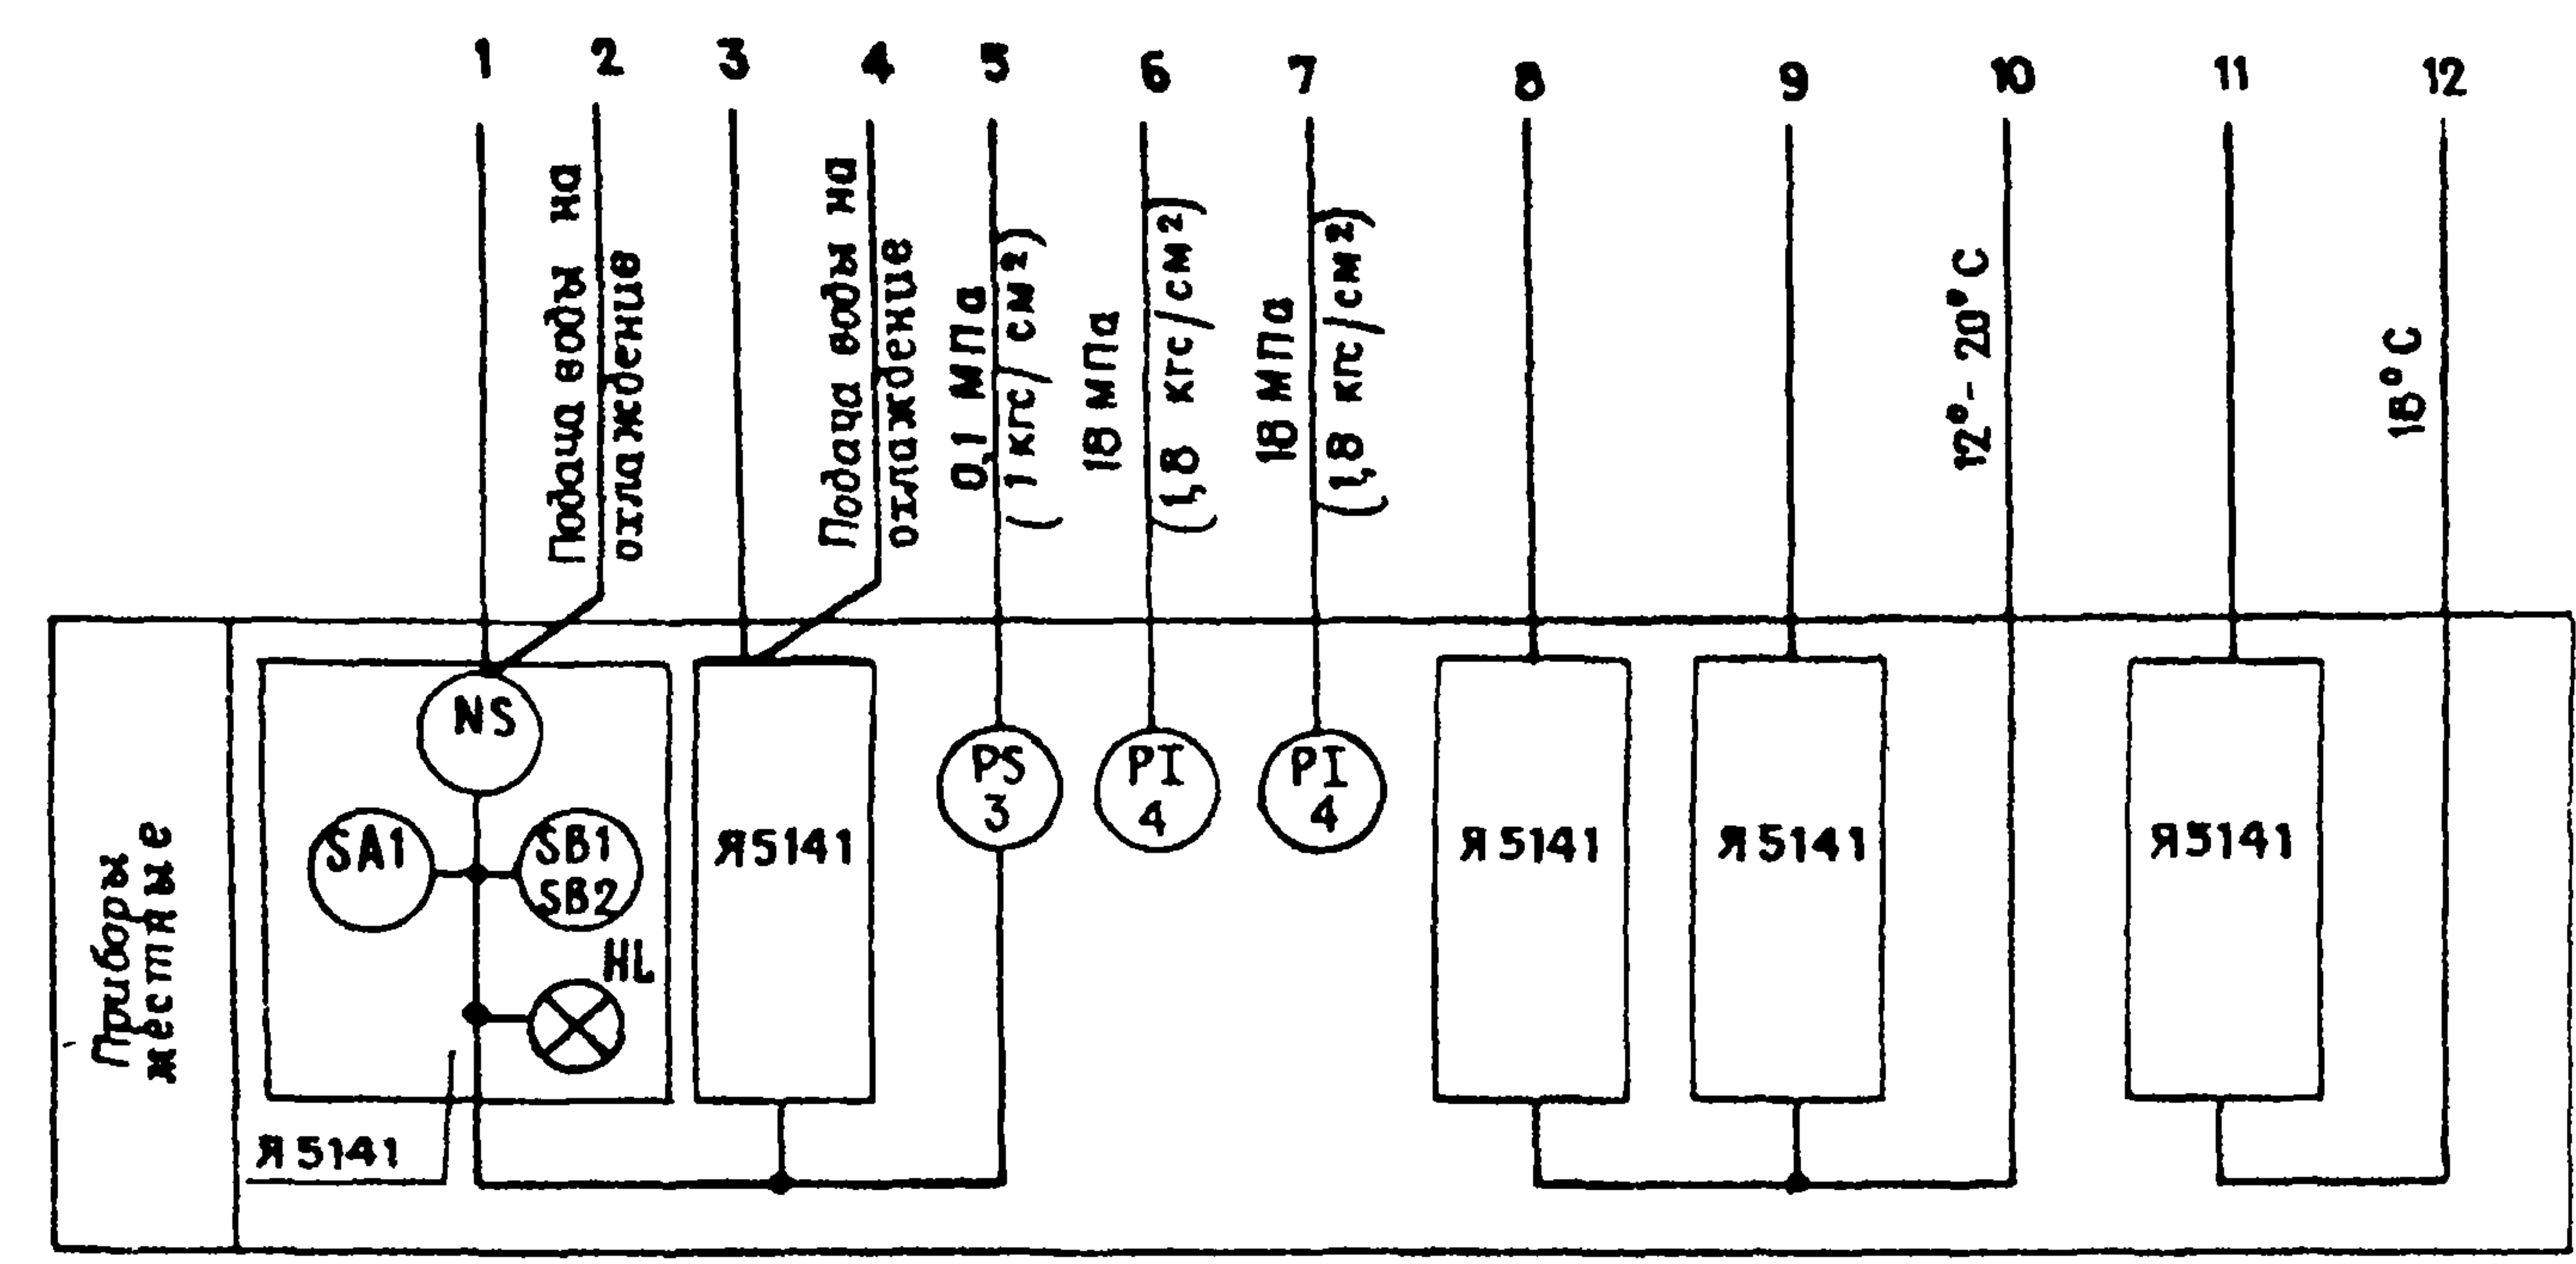 1 2 3 4 5 6 7 8 9 10 11 12
Подача воды на
охлаждение
Подача воды на
охлаждение
0,1 МПа
(1 кгс/см²)
18 МПа
(1,8 кгс/см²)
18 МПа
(1,8 кгс/см²)
12°- 20°C
18°C
Приборы
местные
NS
SA1
SB1
SB2
HL
Я5141
Я5141
PS
3
PI
4
PI
4
Я5141
Я5141
Я5141